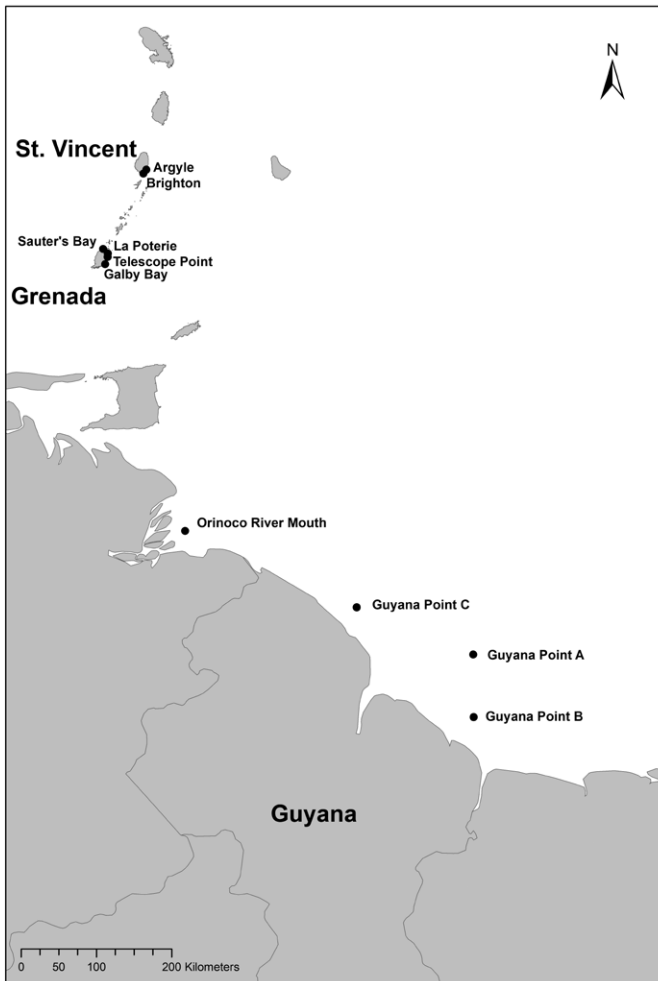 N
St. Vincent
Argyle
Brighton
Sauter's Bay
La Poterie
Telescope Point
Galby Bay
Grenada
Orinoco River Mouth
Guyana Point C
Guyana Point A
Guyana Point B
Guyana
0 50 100 200 Kilometers